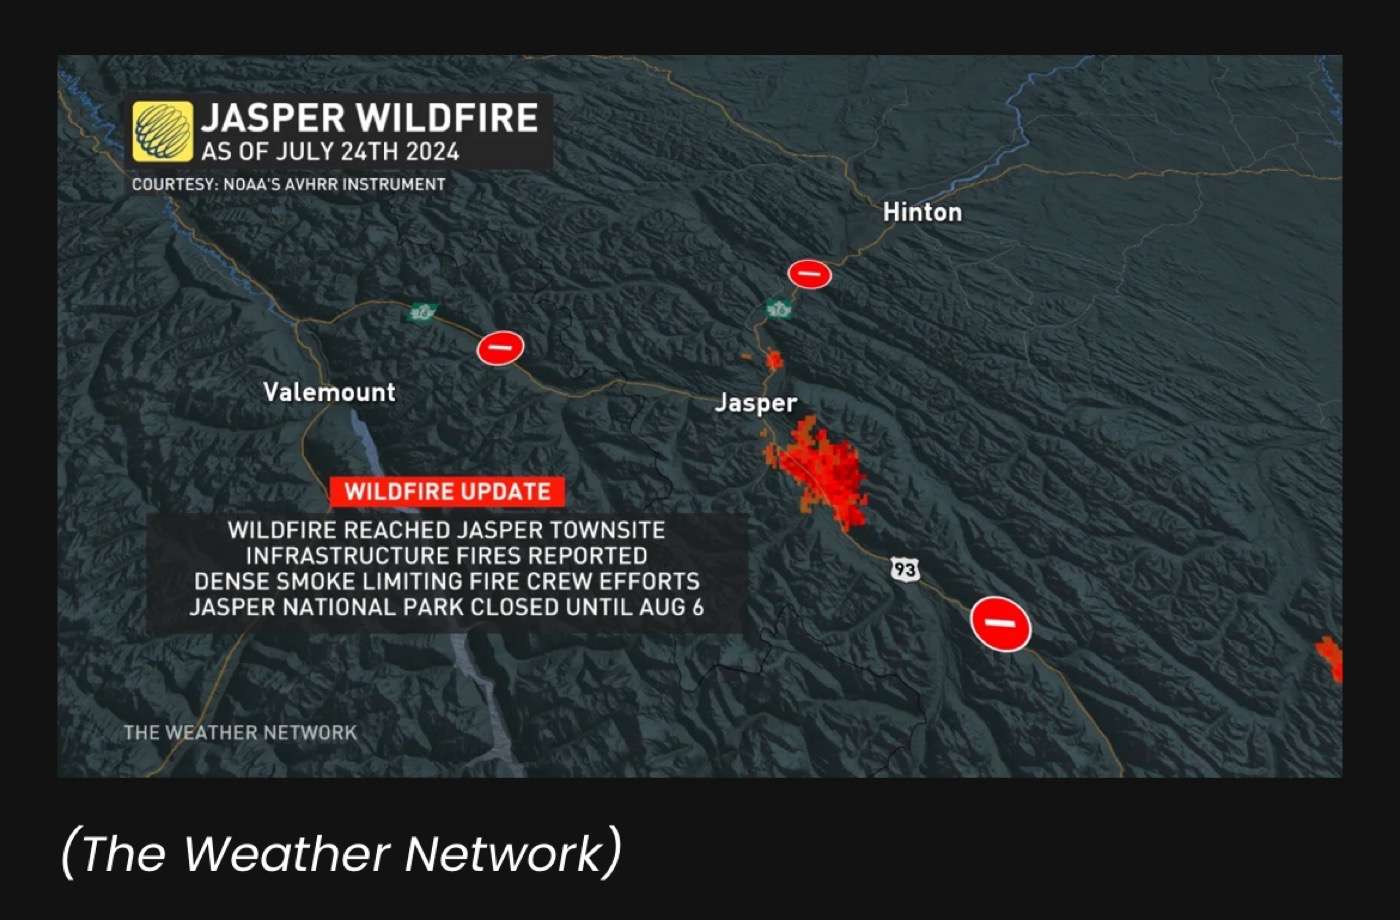 JASPER WILDFIRE
AS OF JULY 24TH 2024
COURTESY: NOAA'S AVHRR INSTRUMENT
Hinton
16
16
Valemount
Jasper
WILDFIRE UPDATE
WILDFIRE REACHED JASPER TOWNSITE
INFRASTRUCTURE FIRES REPORTED
DENSE SMOKE LIMITING FIRE CREW EFFORTS
JASPER NATIONAL PARK CLOSED UNTIL AUG 6
93
THE WEATHER NETWORK
(The Weather Network)